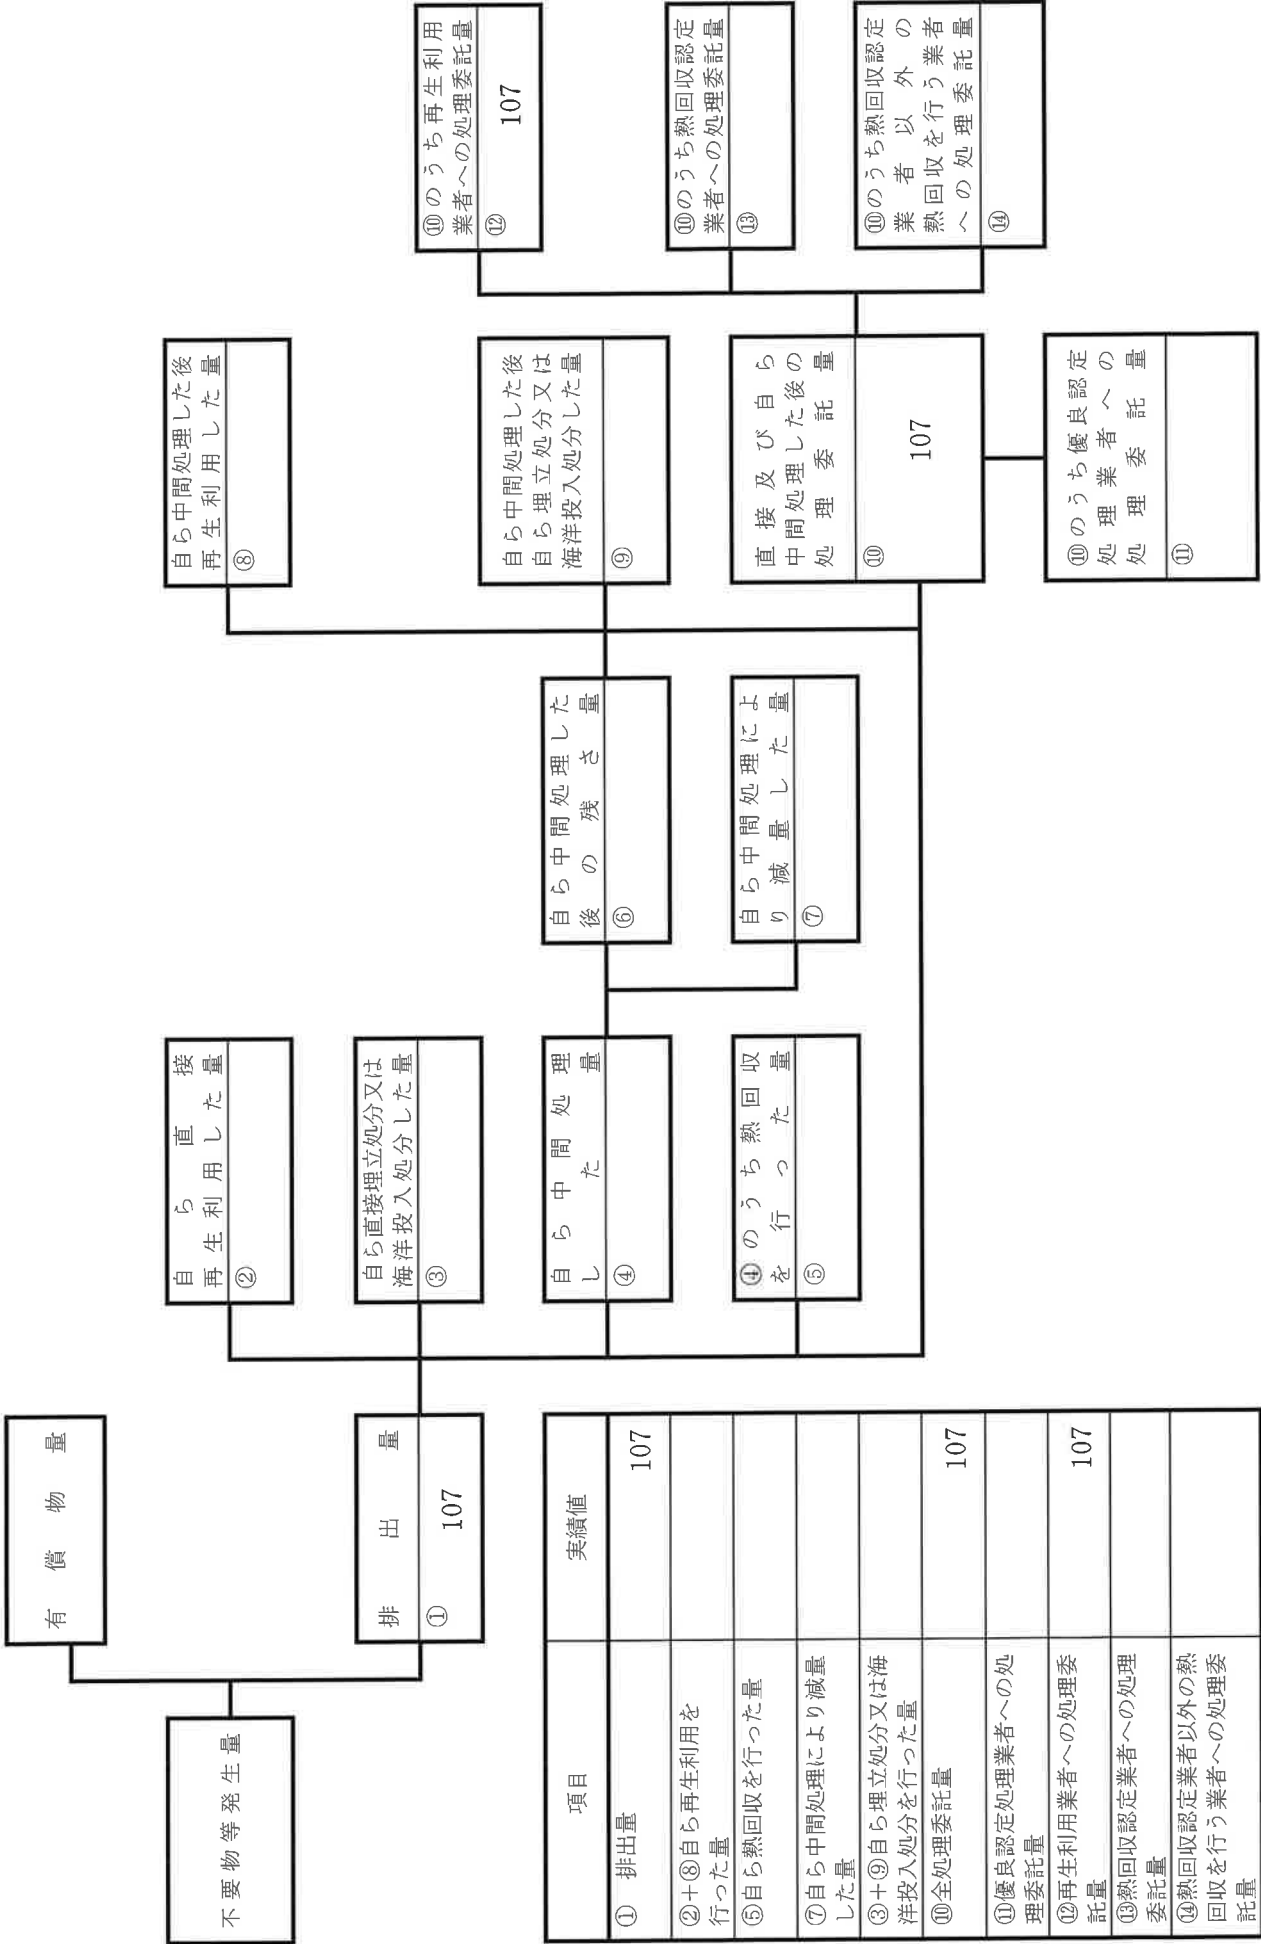 不要物等発生量
有償物量
排出量
① 107
自ら直接
再生利用した量
②
自ら直接埋立処分又は
海洋投入処分した量
③
自ら中間処理
した量
④
④のうち熱回収
を行った量
⑤
自ら中間処理した
後の残さ量
⑥
自ら中間処理によ
り減量した量
⑦
自ら中間処理した後
再生利用した量
⑧
自ら中間処理した後
自ら埋立処分又は
海洋投入処分した量
⑨
直接及び自ら
中間処理した後の
処理委託量
⑩ 107
⑩のうち優良認定
処理業者への
処理委託量
⑪
⑩のうち再生利用
業者への処理委託量
⑫ 107
⑩のうち熱回収認定
業者への処理委託量
⑬
⑩のうち熱回収認定
業者以外の
熱回収を行う業者
への処理委託量
⑭
項目 実績値
① 排出量 107
②+⑧自ら再生利用を
行った量
⑤自ら熱回収を行った量
⑦自ら中間処理により減量
した量
③+⑨自ら埋立処分又は海
洋投入処分を行った量
⑩全処理委託量 107
⑪優良認定処理業者への処
理委託量
⑫再生利用業者への処理委
託量 107
⑬熱回収認定業者への処理
委託量
⑭熱回収認定業者以外の熱
回収を行う業者への処理委
託量